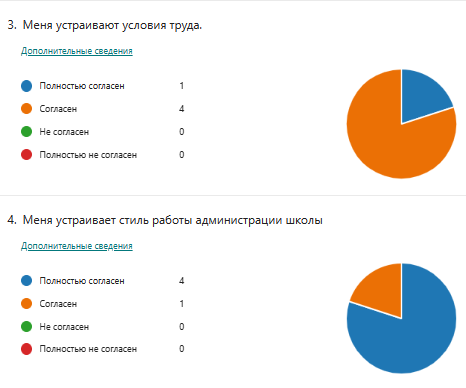 3. Меня устраивают условия труда.
Дополнительные сведения
Полностью согласен 1
Согласен 4
Не согласен 0
Полностью не согласен 0
4. Меня устраивает стиль работы администрации школы
Дополнительные сведения
Полностью согласен 4
Согласен 1
Не согласен 0
Полностью не согласен 0